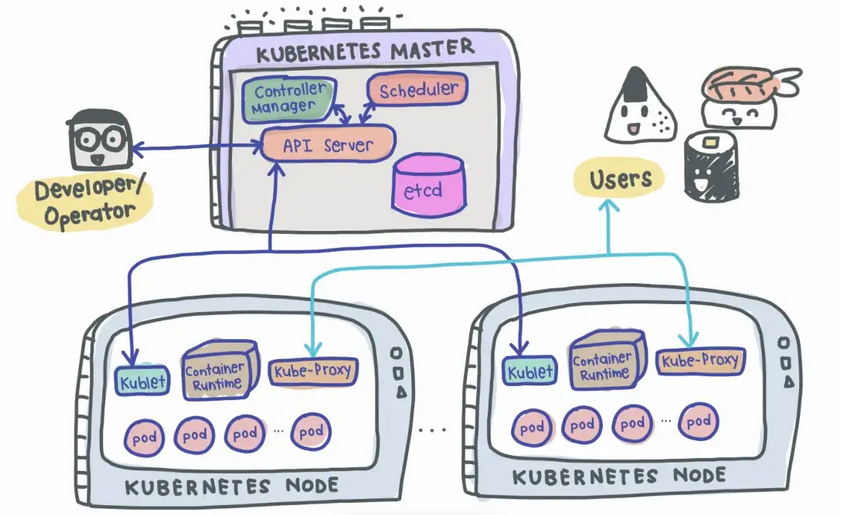 KUBERNETES MASTER
Controller
Manager
Scheduler
API Server
etcd
Developer/
Operator
Users
Kublet
Container
Runtime
Kube-Proxy
pod
pod
pod
...
pod
KUBERNETES NODE
...
Kublet
Container
Runtime
Kube-Proxy
pod
pod
pod
...
pod
KUBERNETES NODE